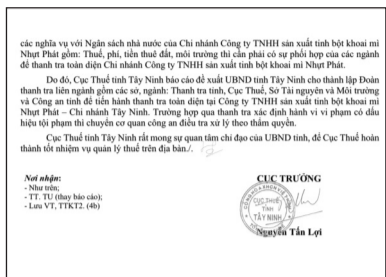 các nghĩa vụ với Ngân sách nhà nước của Chi nhánh Công ty TNHH sản xuất tinh bột khoai mì
Nhựt Phát gồm: Thuế, phí, tiền thuê đất, môi trường thì cần phải có sự phối hợp của các ngành
để thanh tra toàn diện Chi nhánh Công ty TNHH sản xuất tinh bột khoai mì Nhựt Phát.
Do đó, Cục Thuế tỉnh Tây Ninh báo cáo đề xuất UBND tỉnh Tây Ninh cho thành lập Đoàn
thanh tra liên ngành gồm các sở, ngành: Thanh tra tỉnh, Cục Thuế, Sở Tài nguyên và Môi trường
và Công an tỉnh để tiến hành thanh tra toàn diện tại Công ty TNHH sản xuất tinh bột khoai mì
Nhựt Phát – Chi nhánh Tây Ninh. Trường hợp qua thanh tra xác định hành vi vi phạm có dấu
hiệu tội phạm thì chuyển cơ quan công an điều tra xử lý theo thẩm quyền.
Cục Thuế tỉnh Tây Ninh rất mong sự quan tâm chỉ đạo của UBND tỉnh, để Cục Thuế hoàn
thành tốt nhiệm vụ quản lý thuế trên địa bàn./.
Nơi nhận:
- Như trên;
- TT. TU (thay báo cáo);
- Lưu VT, TTKT2. (4b)
CỤC TRƯỞNG
CỤC THUẾ
TỈNH
TÂY NINH
Nguyễn Tấn Lợi